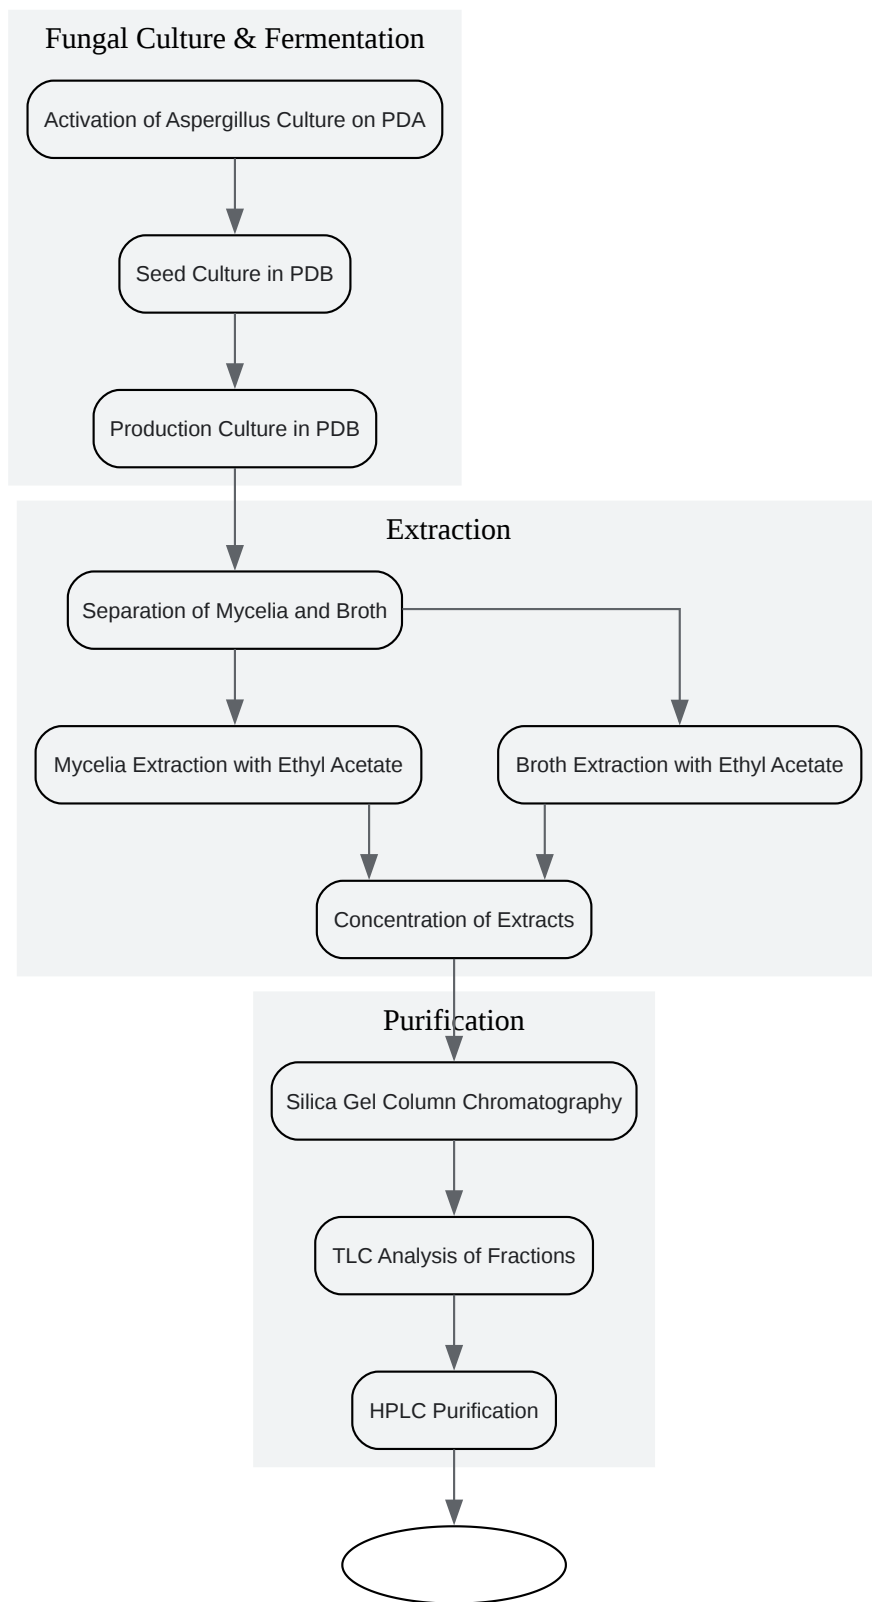 Fungal Culture & Fermentation
Activation of Aspergillus Culture on PDA
Seed Culture in PDB
Production Culture in PDB
Extraction
Separation of Mycelia and Broth
Mycelia Extraction with Ethyl Acetate
Broth Extraction with Ethyl Acetate
Concentration of Extracts
Purification
Silica Gel Column Chromatography
TLC Analysis of Fractions
HPLC Purification